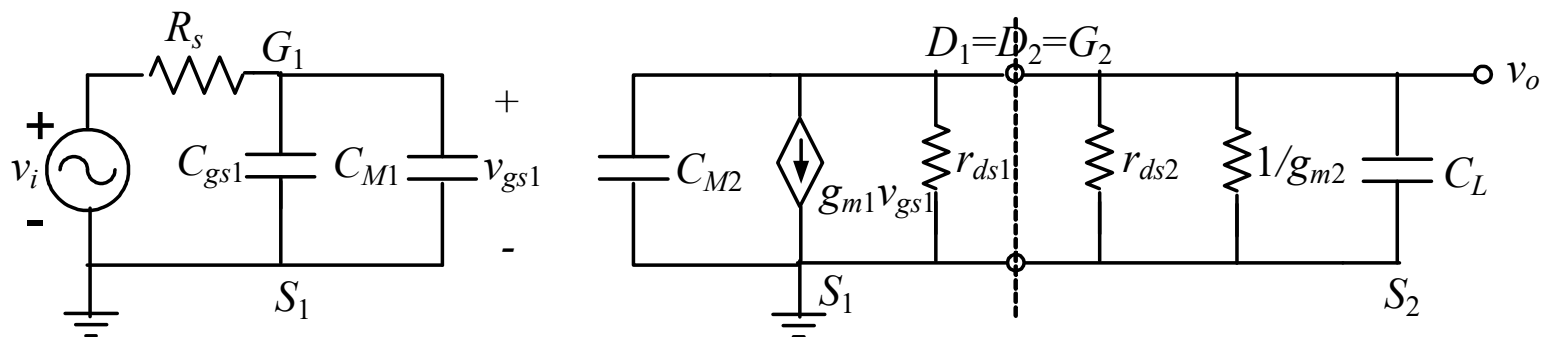 R_s
G_1
D_1=D_2=G_2
v_o
+
+
v_i
C_gs1
C_M1
v_gs1
C_M2
g_m1v_gs1
r_ds1
r_ds2
1/g_m2
C_L
-
-
S_1
S_1
S_2